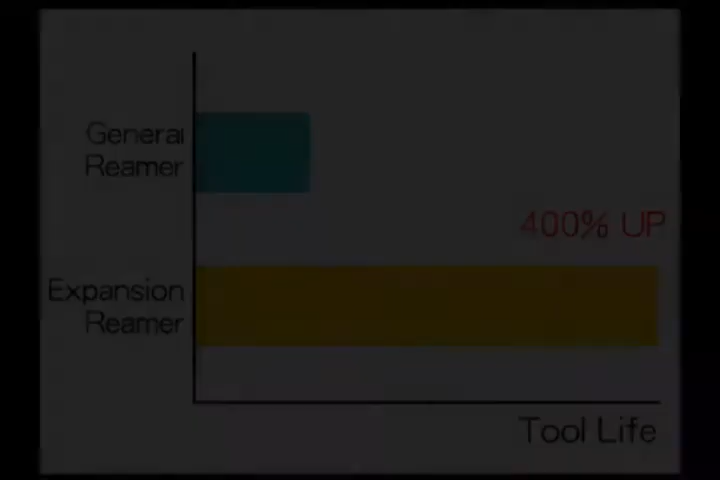 General
Reamer
400% UP
Expansion
Reamer
Tool Life